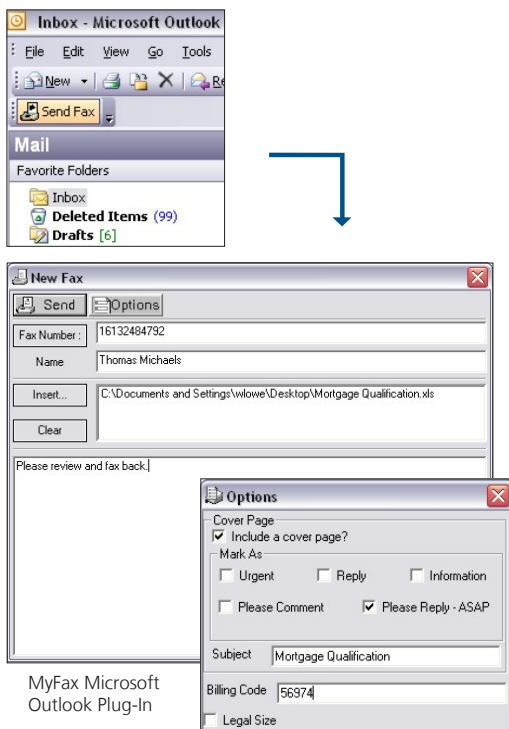 Inbox - Microsoft Outlook
File Edit View Go Tools
New
Send Fax
Mail
Favorite Folders
Inbox
Deleted Items (99)
Drafts [6]
New Fax
Send Options
Fax Number : 16132484792
Name Thomas Michaels
Insert... C:\Documents and Settings\wlowe\Desktop\Mortgage Qualification.xls
Clear
Please review and fax back.
Options
Cover Page
Include a cover page?
Mark As
Urgent Reply Information
Please Comment Please Reply - ASAP
Subject Mortgage Qualification
Billing Code 56974
Legal Size
MyFax Microsoft
Outlook Plug-In